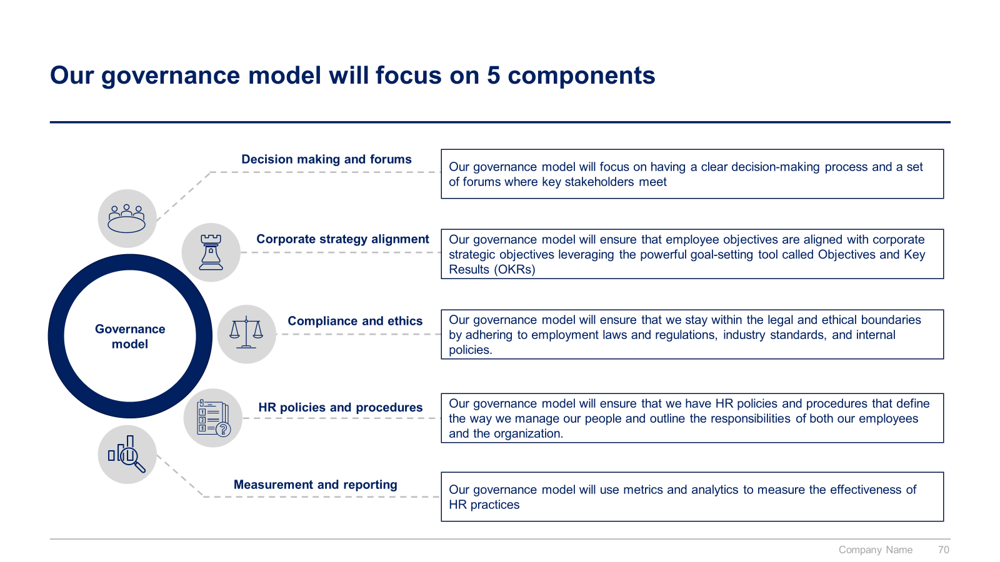 Our governance model will focus on 5 components
Decision making and forums
Our governance model will focus on having a clear decision-making process and a set
of forums where key stakeholders meet
Corporate strategy alignment
Our governance model will ensure that employee objectives are aligned with corporate
strategic objectives leveraging the powerful goal-setting tool called Objectives and Key
Results (OKRs)
Governance
model
Compliance and ethics
Our governance model will ensure that we stay within the legal and ethical boundaries
by adhering to employment laws and regulations, industry standards, and internal
policies.
HR policies and procedures
1
2
3
?
Our governance model will ensure that we have HR policies and procedures that define
the way we manage our people and outline the responsibilities of both our employees
and the organization.
Measurement and reporting
Our governance model will use metrics and analytics to measure the effectiveness of
HR practices
Company Name 70